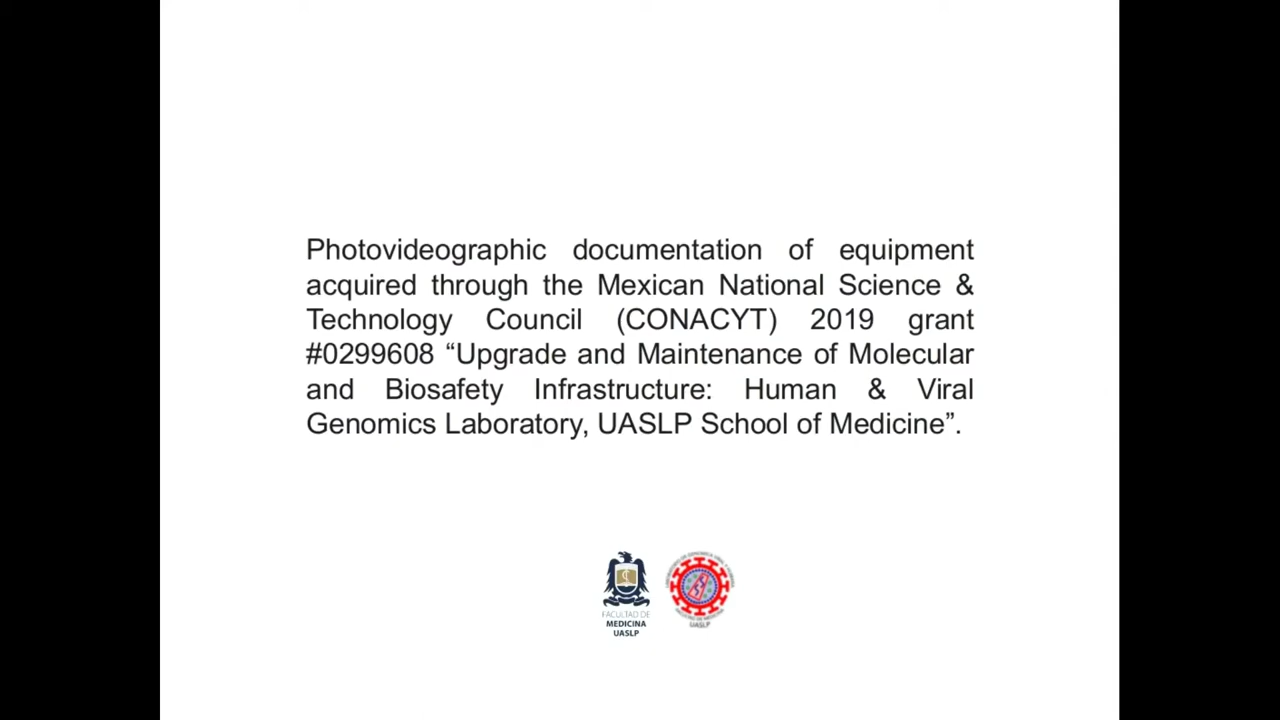 Photovideographic documentation of equipment
acquired through the Mexican National Science &
Technology Council (CONACYT) 2019 grant
#0299608 “Upgrade and Maintenance of Molecular
and Biosafety Infrastructure: Human & Viral
Genomics Laboratory, UASLP School of Medicine”.
FACULTAD DE
MEDICINA
UASLP
UASLP